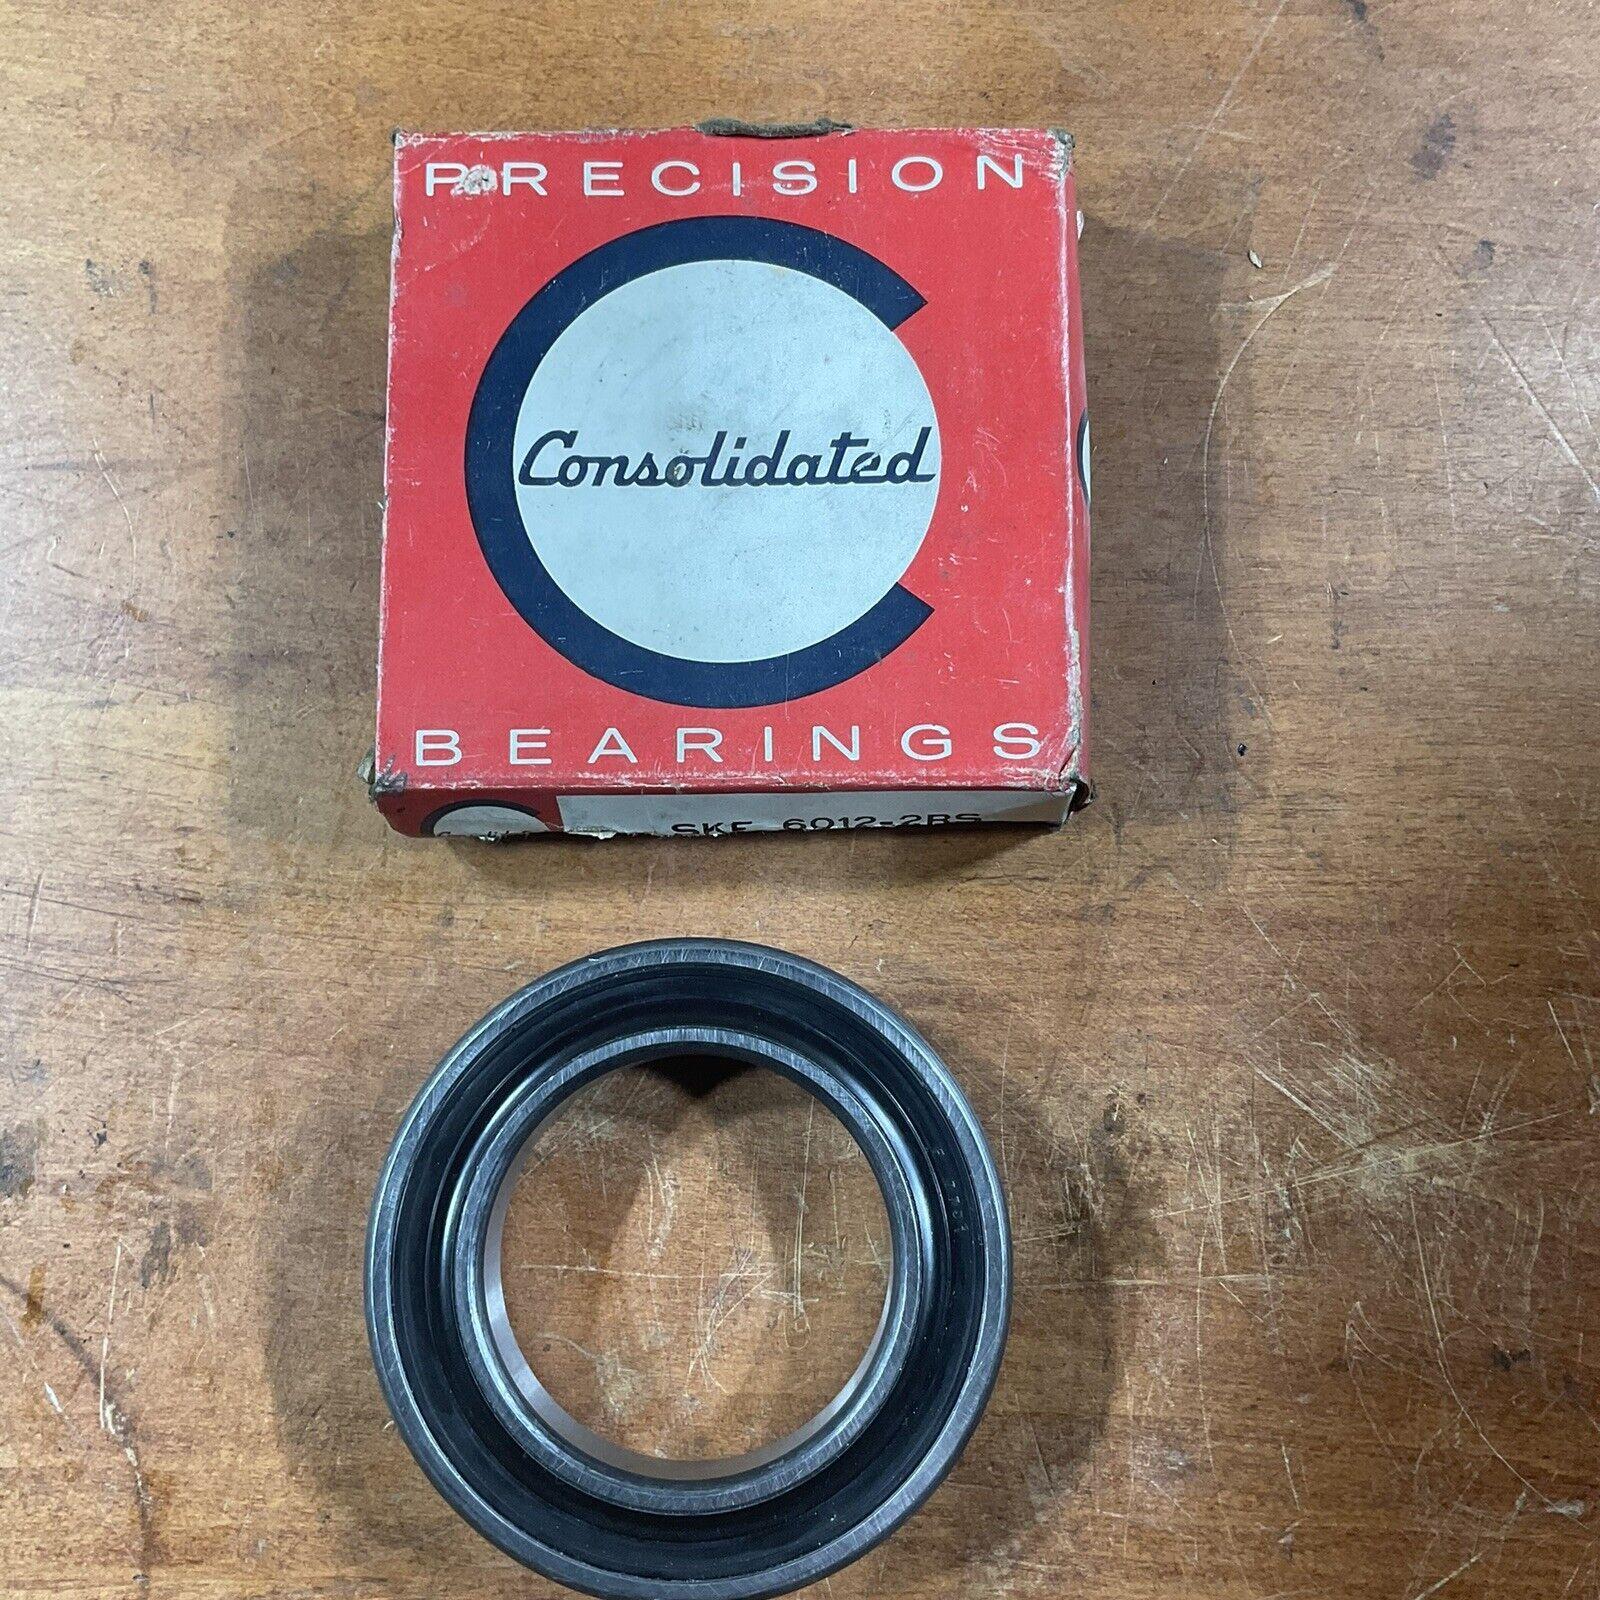 PRECISION
Consolidated
BEARINGS
SKF 6012-2RS